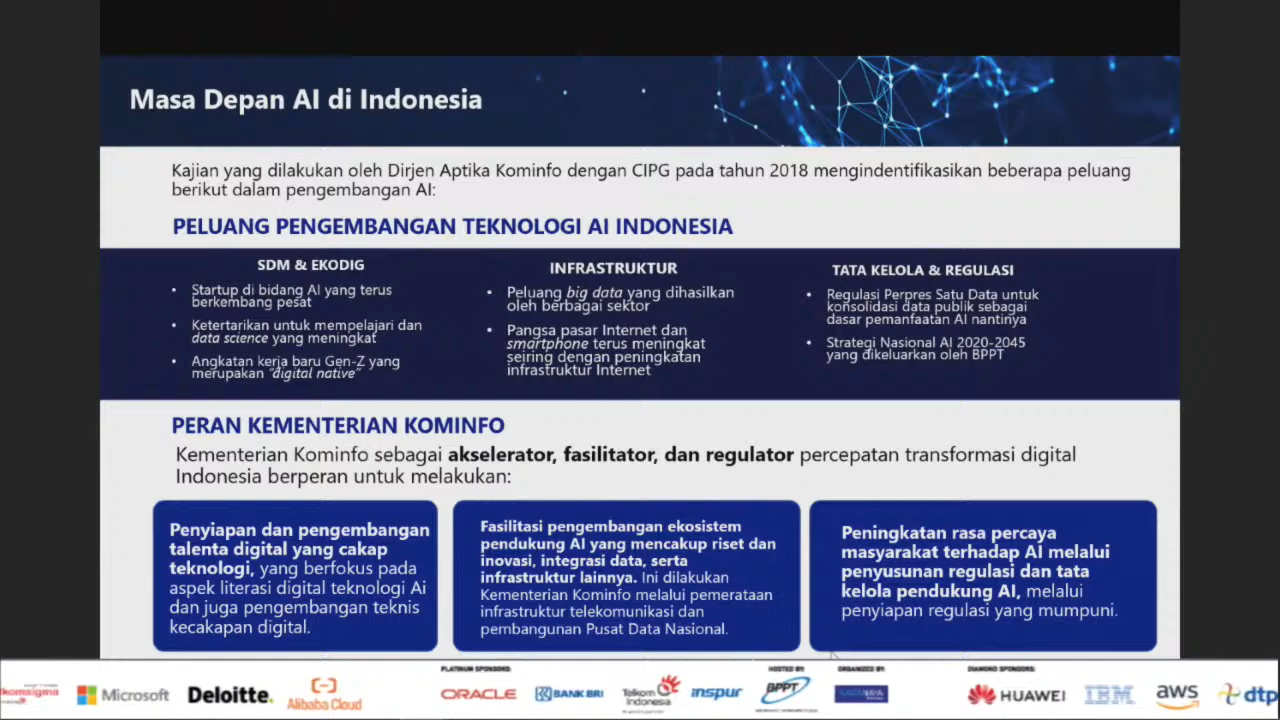 Masa Depan AI di Indonesia
Kajian yang dilakukan oleh Dirjen Aptika Kominfo dengan CIPG pada tahun 2018 mengindentifikasikan beberapa peluang
berikut dalam pengembangan AI:
PELUANG PENGEMBANGAN TEKNOLOGI AI INDONESIA
SDM & EKODIG
• Startup di bidang AI yang terus
berkembang pesat
• Ketertarikan untuk mempelajari dan
data science yang meningkat
• Angkatan kerja baru Gen-Z yang
merupakan "digital native"
INFRASTRUKTUR
• Peluang big data yang dihasilkan
oleh berbagai sektor
• Pangsa pasar Internet dan
smartphone terus meningkat
seiring dengan peningkatan
infrastruktur Internet
TATA KELOLA & REGULASI
• Regulasi Perpres Satu Data untuk
konsolidasi data publik sebagai
dasar pemanfaatan AI nantinya
• Strategi Nasional AI 2020-2045
yang dikeluarkan oleh BPPT
PERAN KEMENTERIAN KOMINFO
Kementerian Kominfo sebagai akselerator, fasilitator, dan regulator percepatan transformasi digital
Indonesia berperan untuk melakukan:
Penyiapan dan pengembangan
talenta digital yang cakap
teknologi, yang berfokus pada
aspek literasi digital teknologi Ai
dan juga pengembangan teknis
kecakapan digital.
Fasilitasi pengembangan ekosistem
pendukung AI yang mencakup riset dan
inovasi, integrasi data, serta
infrastruktur lainnya. Ini dilakukan
Kementerian Kominfo melalui pemerataan
infrastruktur telekomunikasi dan
pembangunan Pusat Data Nasional.
Peningkatan rasa percaya
masyarakat terhadap AI melalui
penyusunan regulasi dan tata
kelola pendukung AI, melalui
penyiapan regulasi yang mumpuni.
PLATINUM SPONSORS: HOSTED BY: ORGANIZED BY: DIAMOND SPONSORS:
lkomsigma Microsoft Deloitte. Alibaba Cloud ORACLE BANK BRI Telkom Indonesia inspur BPPT HUAWEI IBM aws dtp